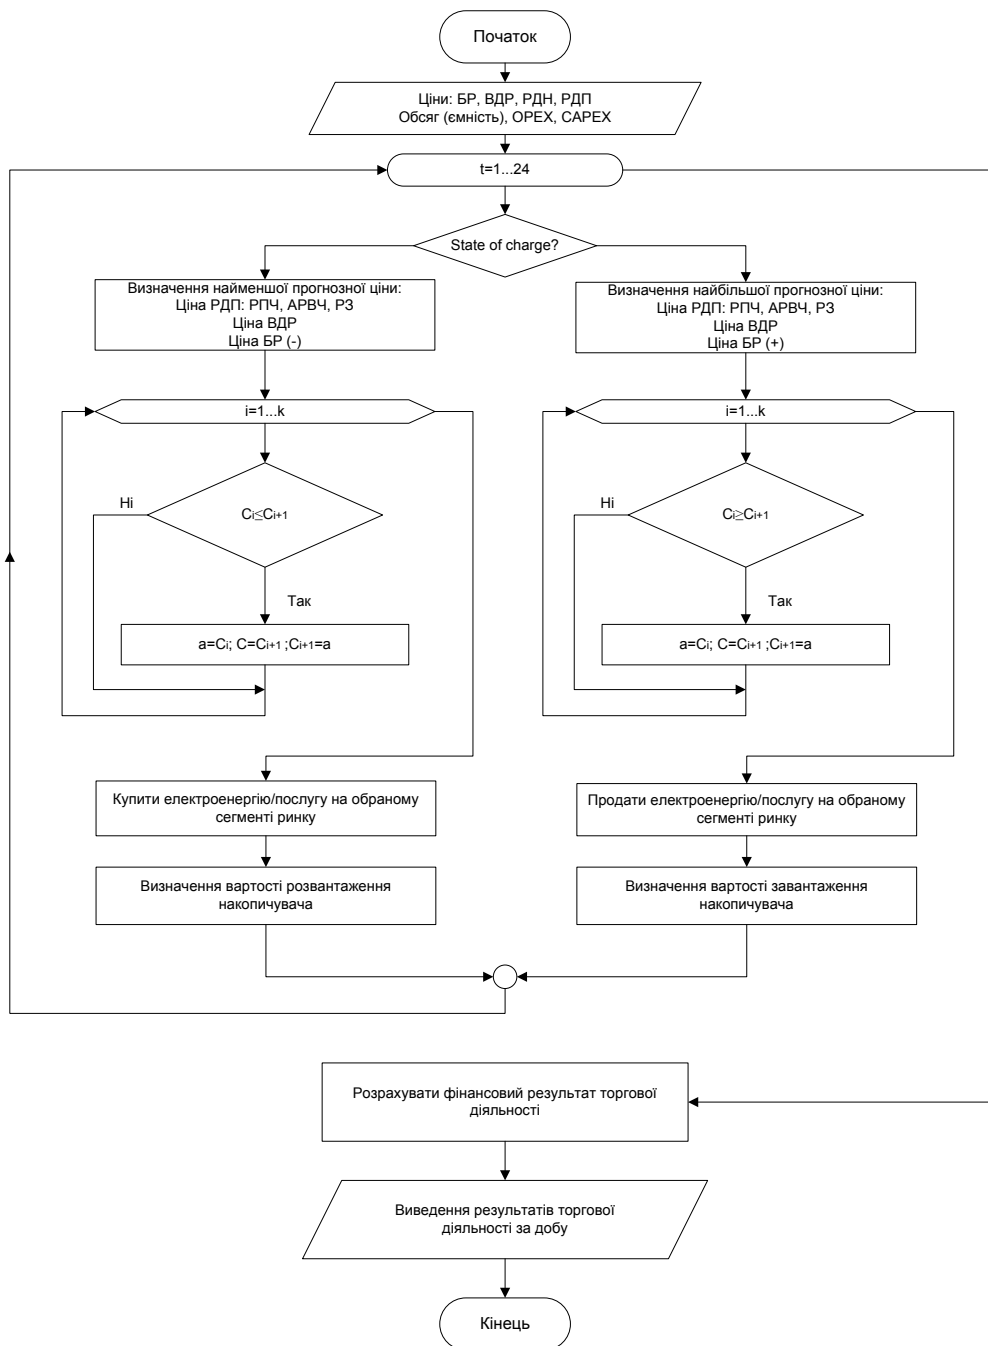 Початок
Ціни: БР, ВДР, РДН, РДП
Обсяг (ємність), OPEX, CAPEX
t=1...24
State of charge?
Визначення найменшої прогнозної ціни:
Ціна РДП: РПЧ, АРВЧ, РЗ
Ціна ВДР
Ціна БР (-)
i=1...k
Ні
Ci≤Ci+1
Так
a=Ci; C=Ci+1 ;Ci+1=a
Купити електроенергію/послугу на обраному
сегменті ринку
Визначення вартості розвантаження
накопичувача
Визначення найбільшої прогнозної ціни:
Ціна РДП: РПЧ, АРВЧ, РЗ
Ціна ВДР
Ціна БР (+)
i=1...k
Ні
Ci≥Ci+1
Так
a=Ci; C=Ci+1 ;Ci+1=a
Продати електроенергію/послугу на обраному
сегменті ринку
Визначення вартості завантаження
накопичувача
Розрахувати фінансовий результат торгової
діяльності
Виведення результатів торгової
діяльності за добу
Кінець